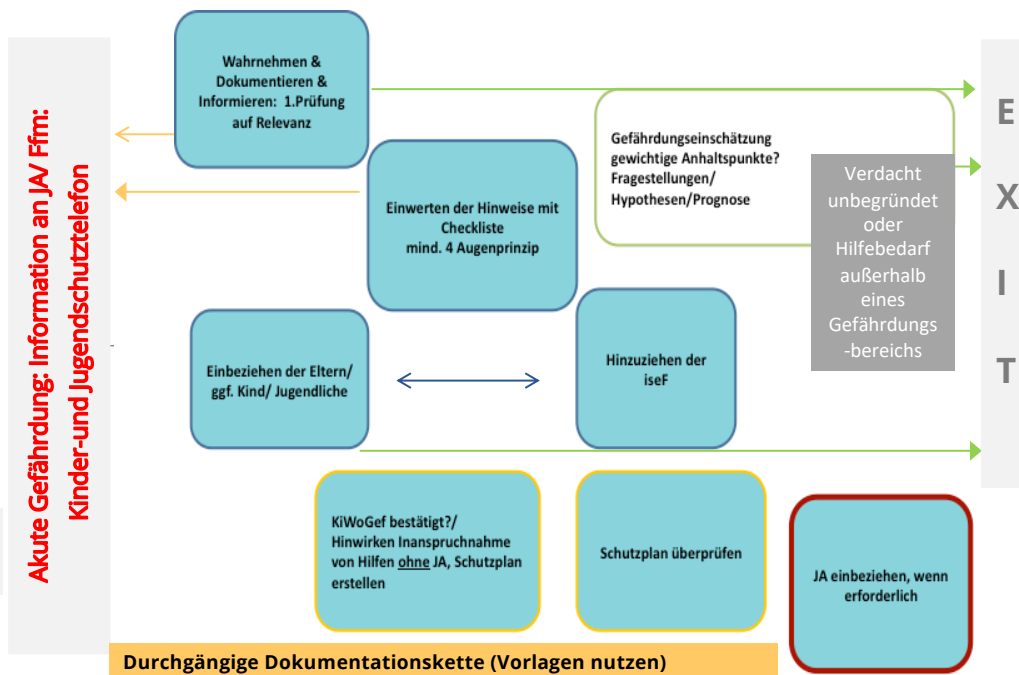 Akute Gefährdung: Information an JA/ Ffm:
Kinder-und Jugendschutztelefon
Wahrnehmen &
Dokumentieren &
Informieren: 1.Prüfung
auf Relevanz
Gefährdungseinschätzung
gewichtige Anhaltspunkte?
Fragestellungen/
Hypothesen/Prognose
Einwerten der Hinweise mit
Checkliste
mind. 4 Augenprinzip
Verdacht
unbegründet
oder
Hilfebedarf
außerhalb
eines
Gefährdungs
-bereichs
E
X
I
T
Einbeziehen der Eltern/
ggf. Kind/ Jugendliche
Hinzuziehen der
iseF
KiWoGef bestätigt?/
Hinwirken Inanspruchnahme
von Hilfen ohne JA, Schutzplan
erstellen
Schutzplan überprüfen
JA einbeziehen, wenn
erforderlich
Durchgängige Dokumentationskette (Vorlagen nutzen)